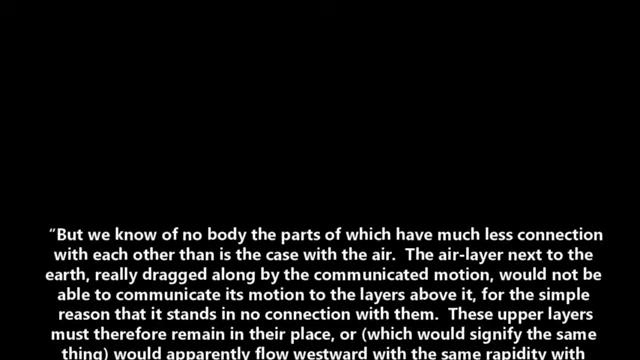 “But we know of no body the parts of which have much less connection
with each other than is the case with the air.  The air-layer next to the
earth, really dragged along by the communicated motion, would not be
able to communicate its motion to the layers above it, for the simple
reason that it stands in no connection with them.  These upper layers
must therefore remain in their place, or (which would signify the same
thing) would apparently flow westward with the same rapidity with